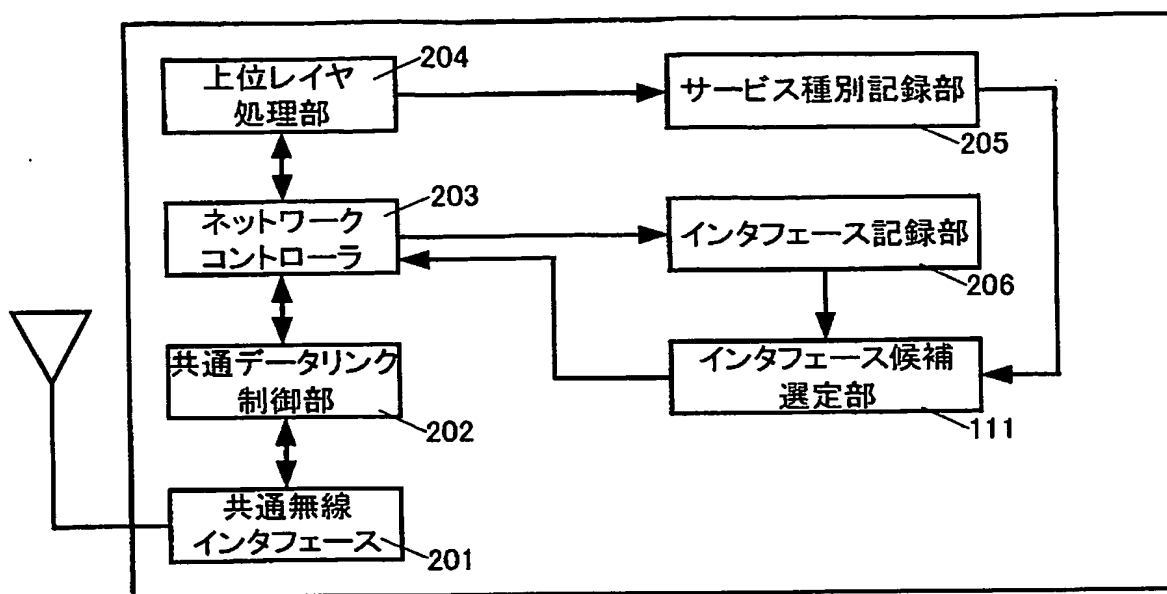 上位レイヤ
処理部
204
サービス種別記録部
205
ネットワーク
コントローラ
203
インタフェース記録部
206
共通データリンク
制御部
202
インタフェース候補
選定部
111
共通無線
インタフェース
201